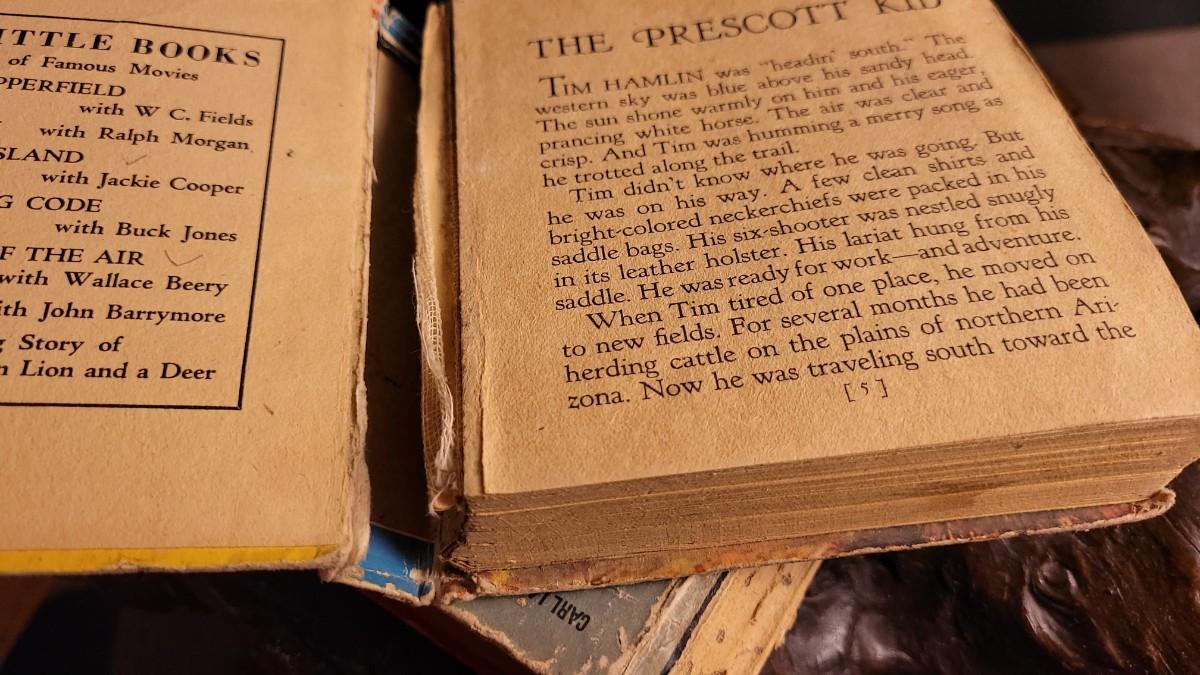 ITTLE BOOKS
of Famous Movies
PPERFIELD
with W C. Fields
with Ralph Morgan
SLAND
with Jackie Cooper
G CODE
with Buck Jones
F THE AIR
with Wallace Beery
ith John Barrymore
g Story of
n Lion and a Deer
THE PRESCOTT KID
TIM HAMLIN was "headin' south." The
western sky was blue above his sandy head.
The sun shone warmly on him and his eager,
prancing white horse. The air was clear and
crisp. And Tim was humming a merry song as
he trotted along the trail.
Tim didn't know where he was going. But
he was on his way. A few clean shirts and
bright-colored neckerchiefs were packed in his
saddle bags. His six-shooter was nestled snugly
in its leather holster. His lariat hung from his
saddle. He was ready for work—and adventure.
When Tim tired of one place, he moved on
to new fields. For several months he had been
herding cattle on the plains of northern Ari-
zona. Now he was traveling south toward the
[5]
CARL